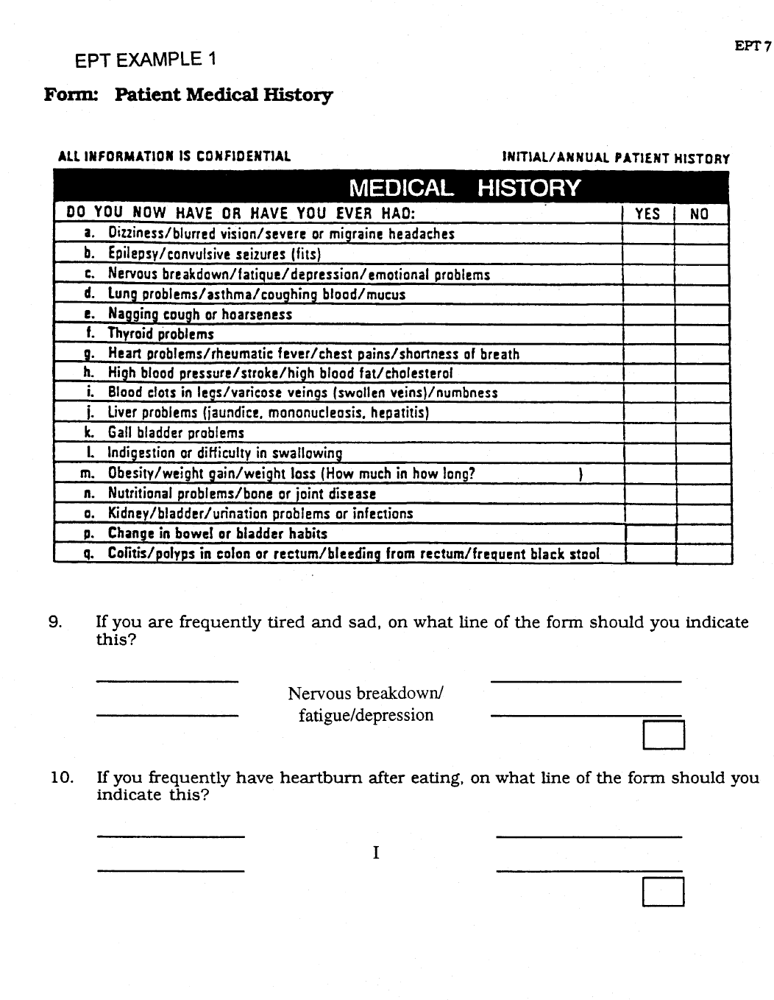 EPT 7
EPT EXAMPLE 1
Form: Patient Medical History
ALL INFORMATION IS CONFIDENTIAL INITIAL/ANNUAL PATIENT HISTORY
MEDICAL HISTORY
DO YOU NOW HAVE OR HAVE YOU EVER HAD: YES NO
a. Dizziness/blurred vision/severe or migraine headaches
b. Epilepsy/convulsive seizures (fits)
c. Nervous breakdown/fatique/depression/emotional problems
d. Lung problems/asthma/coughing blood/mucus
e. Nagging cough or hoarseness
f. Thyroid problems
g. Heart problems/rheumatic fever/chest pains/shortness of breath
h. High blood pressure/stroke/high blood fat/cholesterol
i. Blood clots in legs/varicose veings (swollen veins)/numbness
j. Liver problems (jaundice, mononucleosis, hepatitis)
k. Gall bladder problems
l. Indigestion or difficulty in swallowing
m. Obesity/weight gain/weight loss (How much in how long? )
n. Nutritional problems/bone or joint disease
o. Kidney/bladder/urination problems or infections
p. Change in bowel or bladder habits
q. Colitis/polyps in colon or rectum/bleeding from rectum/frequent black stool
9. If you are frequently tired and sad, on what line of the form should you indicate
this?
Nervous breakdown/
fatigue/depression
10. If you frequently have heartburn after eating, on what line of the form should you
indicate this?
I